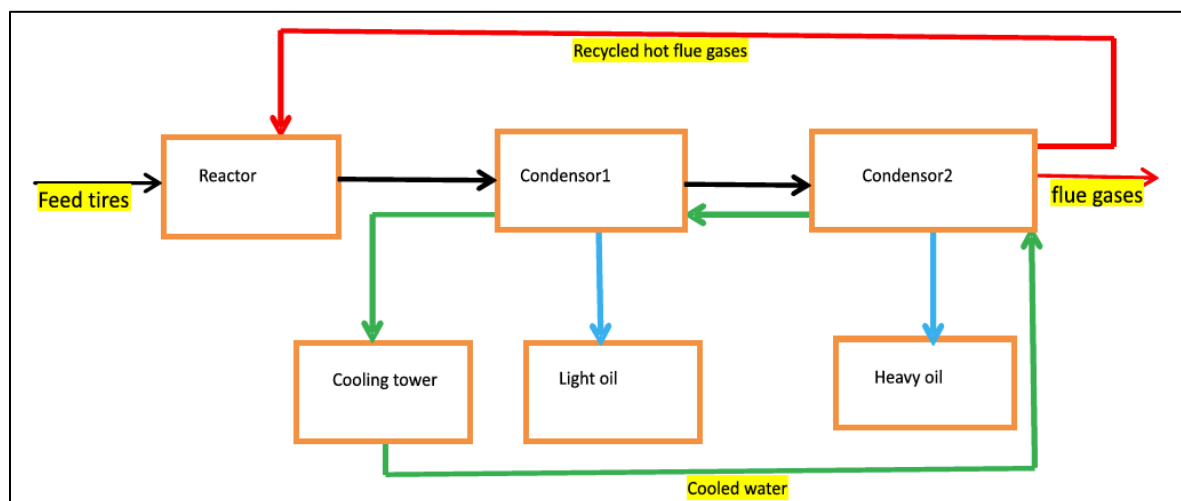 Recycled hot flue gases
Reactor
Condensor1
Condensor2
Feed tires
flue gases
Cooling tower
Light oil
Heavy oil
Cooled water